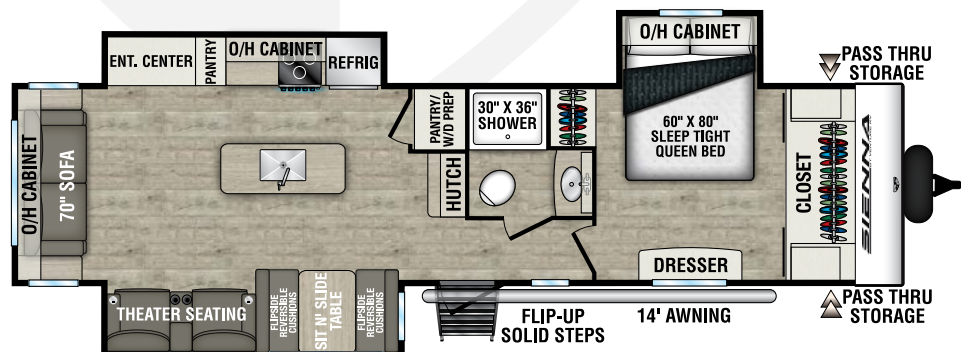 ENT. CENTER
PANTRY
O/H CABINET
REFRIG
O/H CABINET
PASS THRU
STORAGE
O/H CABINET
70" SOFA
PANTRY/
W/D PREP
30" X 36"
SHOWER
60" X 80"
SLEEP TIGHT
QUEEN BED
HUTCH
CLOSET
SIENNA
DRESSER
THEATER SEATING
FLIPSIDE
REVERSIBLE
CUSHIONS
SIT N' SLIDE
TABLE
FLIPSIDE
REVERSIBLE
CUSHIONS
FLIP-UP
SOLID STEPS
14' AWNING
PASS THRU
STORAGE